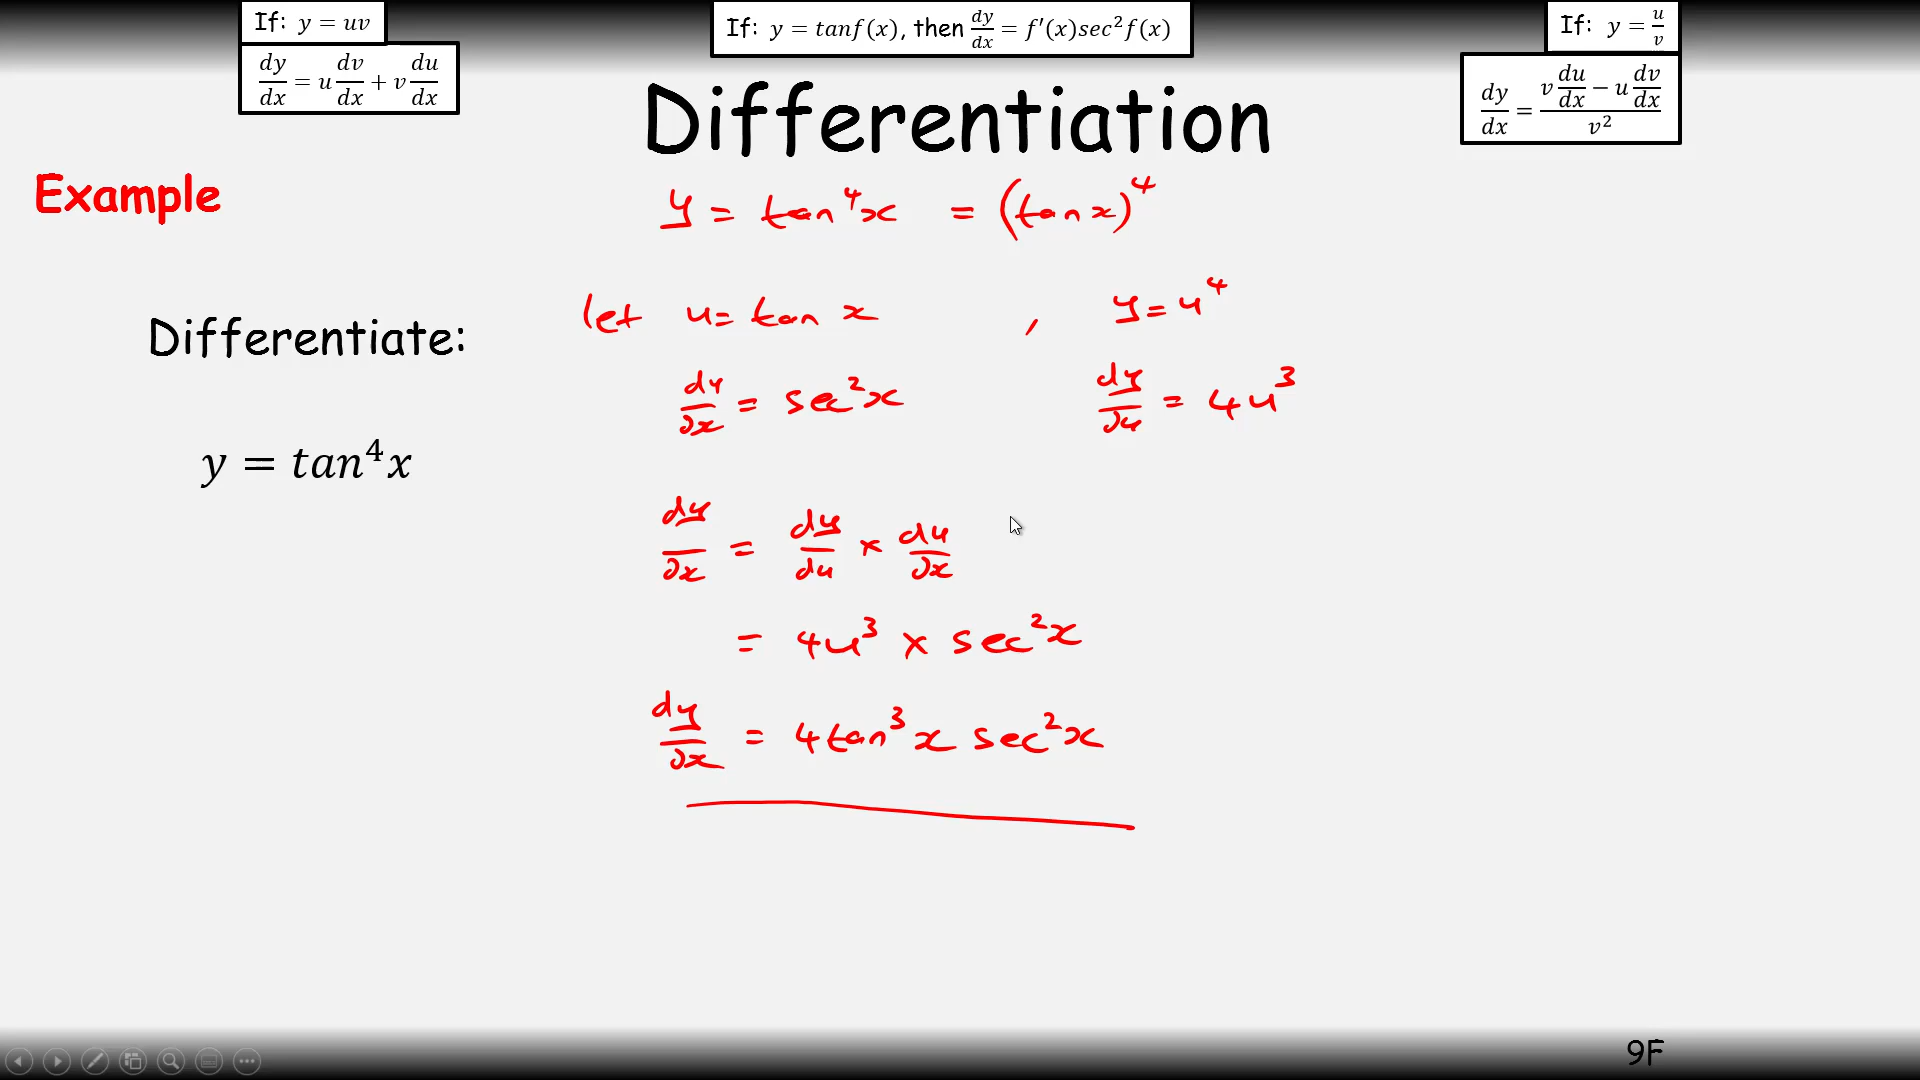 If: y = uv
dy/dx = u dv/dx + v du/dx
If: y = tanf(x), then dy/dx = f′(x)sec²f(x)
If: y = u/v
dy/dx = (v du/dx − u dv/dx)/v²
Differentiation
Example
Differentiate:
y = tan⁴x
y = tan⁴x = (tan x)⁴
let u = tan x , y = u⁴
du/dx = sec²x dy/du = 4u³
dy/dx = dy/du × du/dx
= 4u³ × sec²x
dy/dx = 4tan³x sec²x
9F